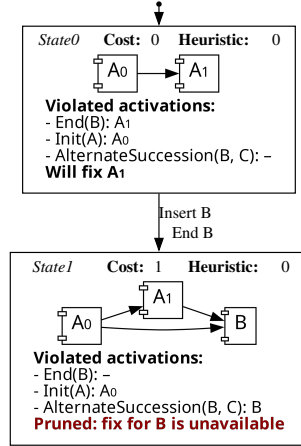 State0 Cost: 0 Heuristic: 0
A0 A1
Violated activations:
- End(B): A1
- Init(A): A0
- AlternateSuccession(B, C): –
Will fix A1
Insert B
End B
State1 Cost: 1 Heuristic: 0
A1
A0 B
Violated activations:
- End(B): –
- Init(A): A0
- AlternateSuccession(B, C): B
Pruned: fix for B is unavailable